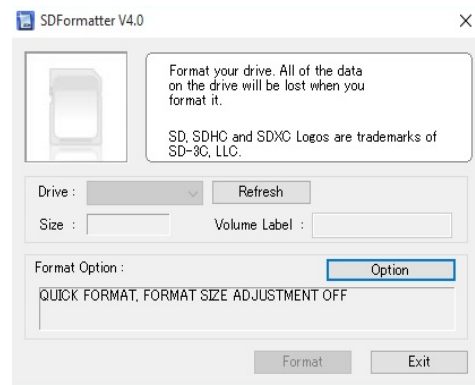 SDFormatter V4.0
Format your drive. All of the data
on the drive will be lost when you
format it.
SD, SDHC and SDXC Logos are trademarks of
SD-3C, LLC.
Drive :
Refresh
Size :
Volume Label :
Format Option :
Option
QUICK FORMAT, FORMAT SIZE ADJUSTMENT OFF
Format
Exit